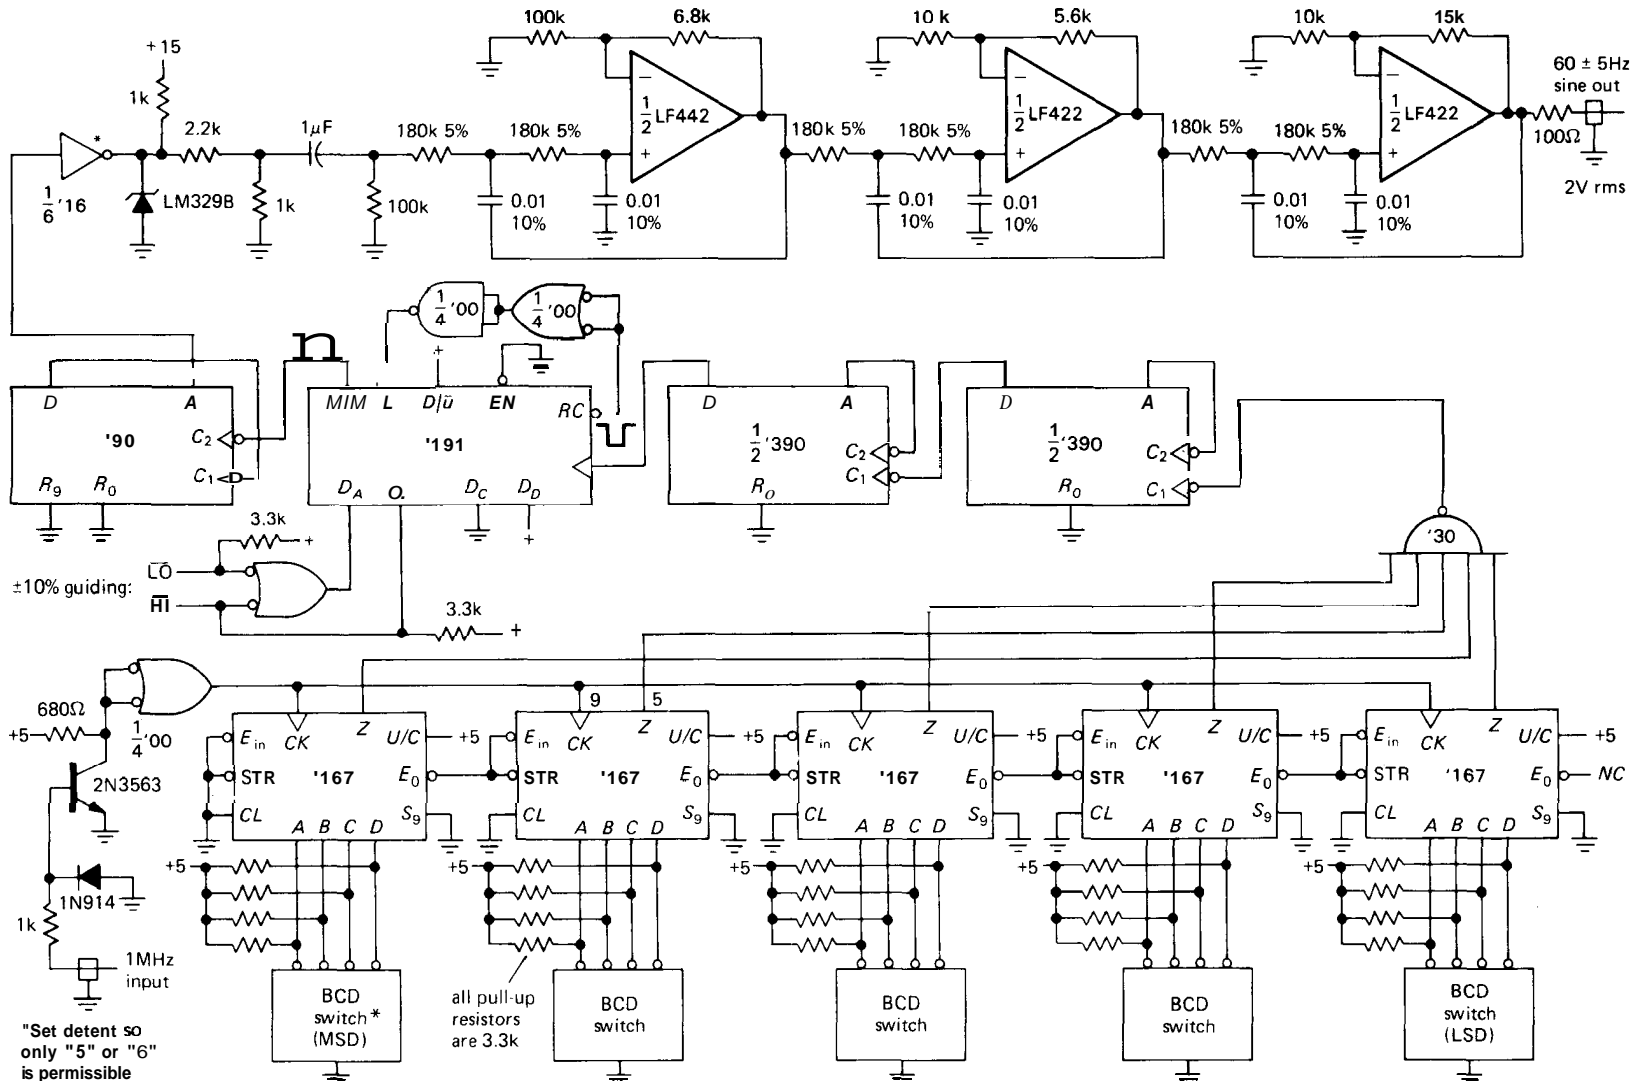 100k
6.8k
10 k
5.6k
10k
15k
+15
1k
*
2.2k
1µF
180k 5%
180k 5%
−
+
1/2 LF442
180k 5%
180k 5%
−
+
1/2 LF422
180k 5%
180k 5%
−
+
1/2 LF422
60 ± 5Hz
sine out
100Ω
2V rms
1/6 '16
LM329B
1k
100k
0.01
10%
0.01
10%
0.01
10%
0.01
10%
0.01
10%
0.01
10%
1/4 '00
1/4 '00
n
+
D A
'90
C2
C1
R9 R0
MIM L D/ū EN
RC
'191
DA O. DC DD
+
D A
1/2 '390
C2
C1
RO
D A
1/2 '390
C2
C1
R0
'30
3.3k
+
±10% guiding:
LO
HI
3.3k
+
680Ω
+5
1/4 '00
2N3563
1N914
1k
1MHz
input
9 5
Ein CK Z U/C +5
STR '167 E0
CL S9
A B C D
Ein CK Z U/C +5
STR '167 E0
CL S9
A B C D
Ein CK Z U/C +5
STR '167 E0
CL S9
A B C D
Ein CK Z U/C +5
STR '167 E0
CL S9
A B C D
Ein CK Z U/C +5
STR '167 E0 NC
CL S9
A B C D
+5
+5
+5
+5
+5
all pull-up
resistors
are 3.3k
BCD
switch*
(MSD)
BCD
switch
BCD
switch
BCD
switch
BCD
switch
(LSD)
"Set detent so
only "5" or "6"
is permissible